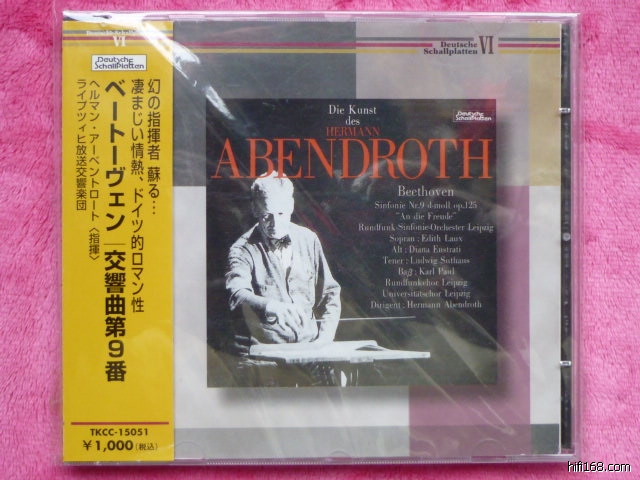 Deutsche Schallplatten VI
Deutsche
SchallPlatten
幻の指揮者 蘇る…
凄まじい情熱、ドイツ的ロマン性
ベートーヴェン│交響曲第9番
ヘルマン・アーベントロート〈指揮〉
ライプツィヒ放送交響楽団
TKCC-15051
￥1,000(税込)
Deutsche
Schallplatten VI
Deutsche
SchallPlatten
Die Kunst
des
HERMANN
ABENDROTH
Beethoven
Sinfonie Nr.9 d-moll op.125
"An die Freude"
Rundfunk-Sinfonie-Orchester Leipzig
Sopran : Edith Laux
Alt : Diana Eustrati
Tenor : Ludwig Suthaus
Baß : Karl Paul
Rundfunkchor Leipzig
Universitätschor Leipzig
Dirigent : Hermann Abendroth
hifi168.com